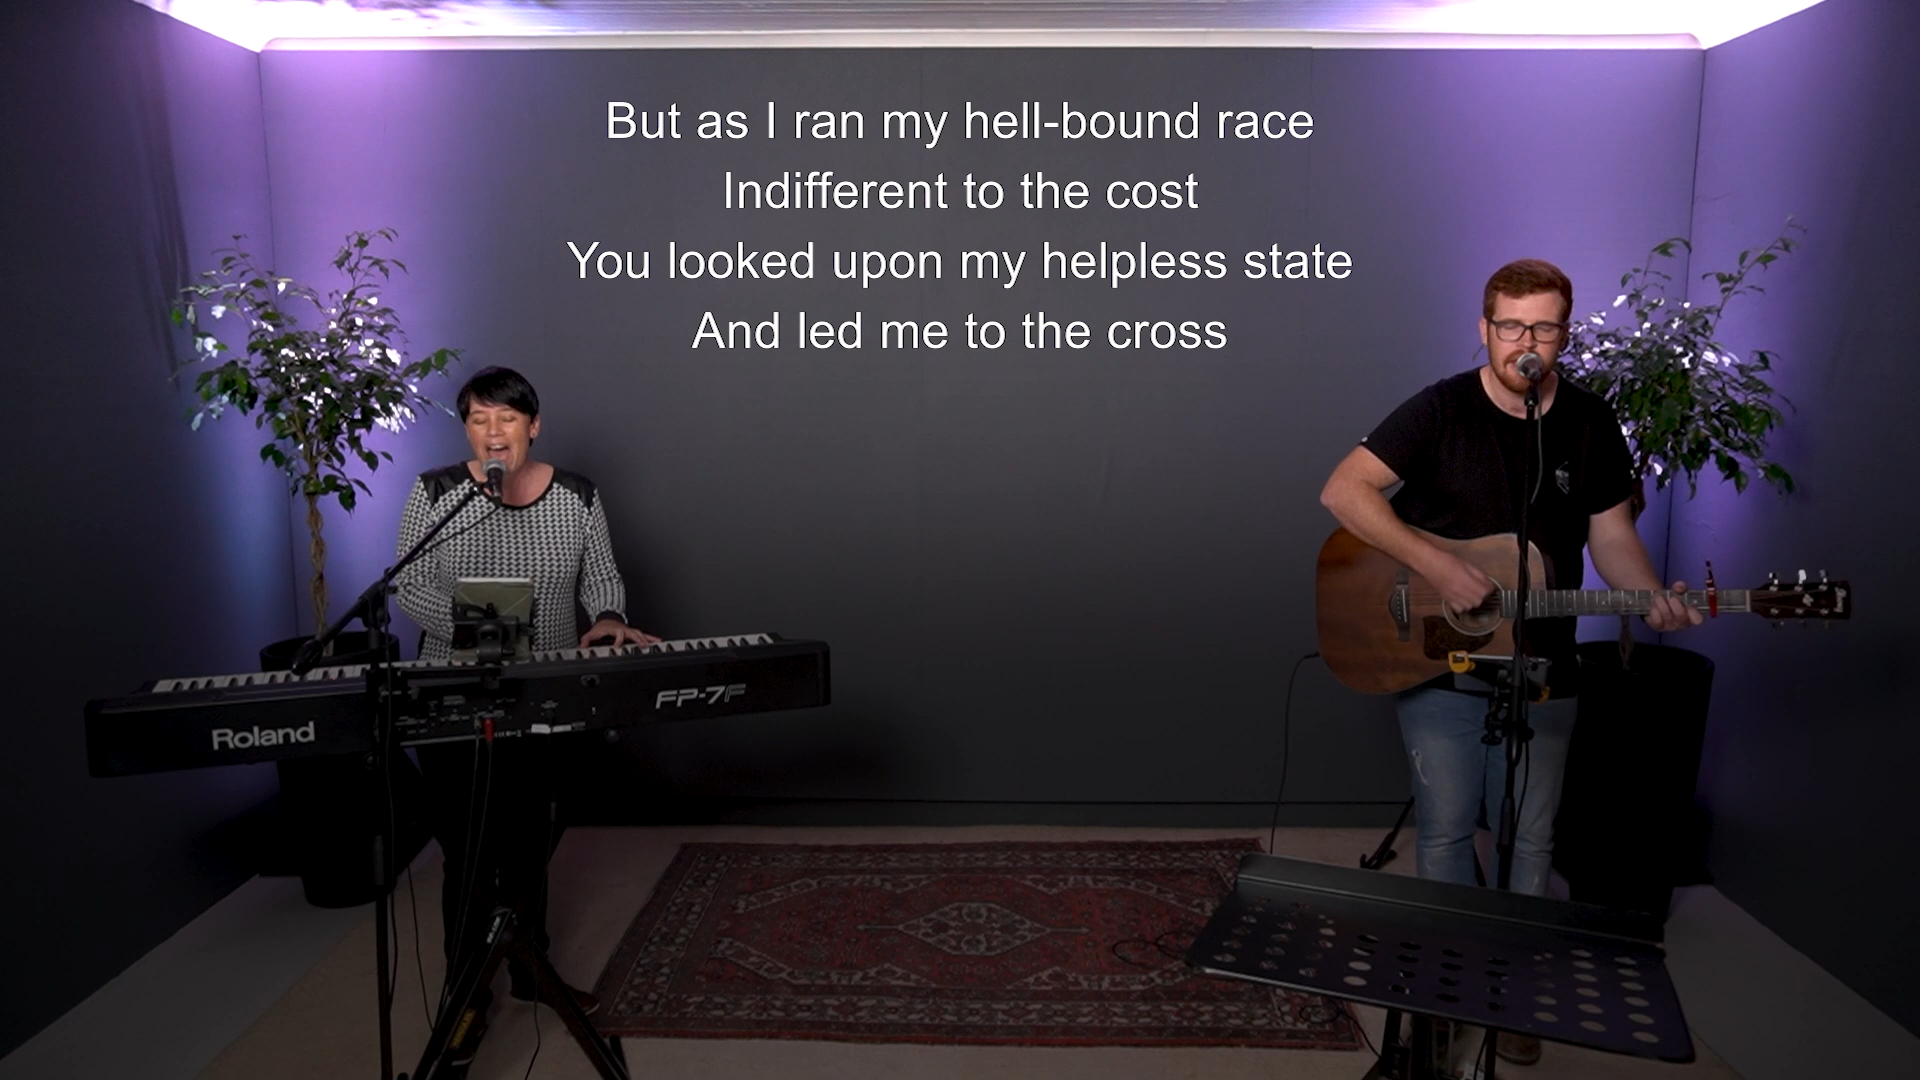 But as I ran my hell-bound race
Indifferent to the cost
You looked upon my helpless state
And led me to the cross
FP-7F
Roland